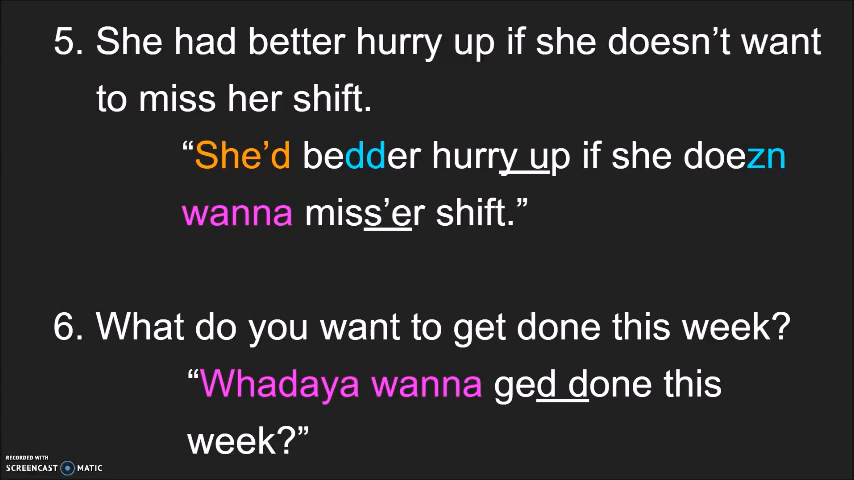 5. She had better hurry up if she doesn’t want
to miss her shift.
“She’d bedder hurry up if she doezn
wanna miss’er shift.”
6. What do you want to get done this week?
“Whadaya wanna ged done this
week?”
RECORDED WITH
SCREENCAST MATIC